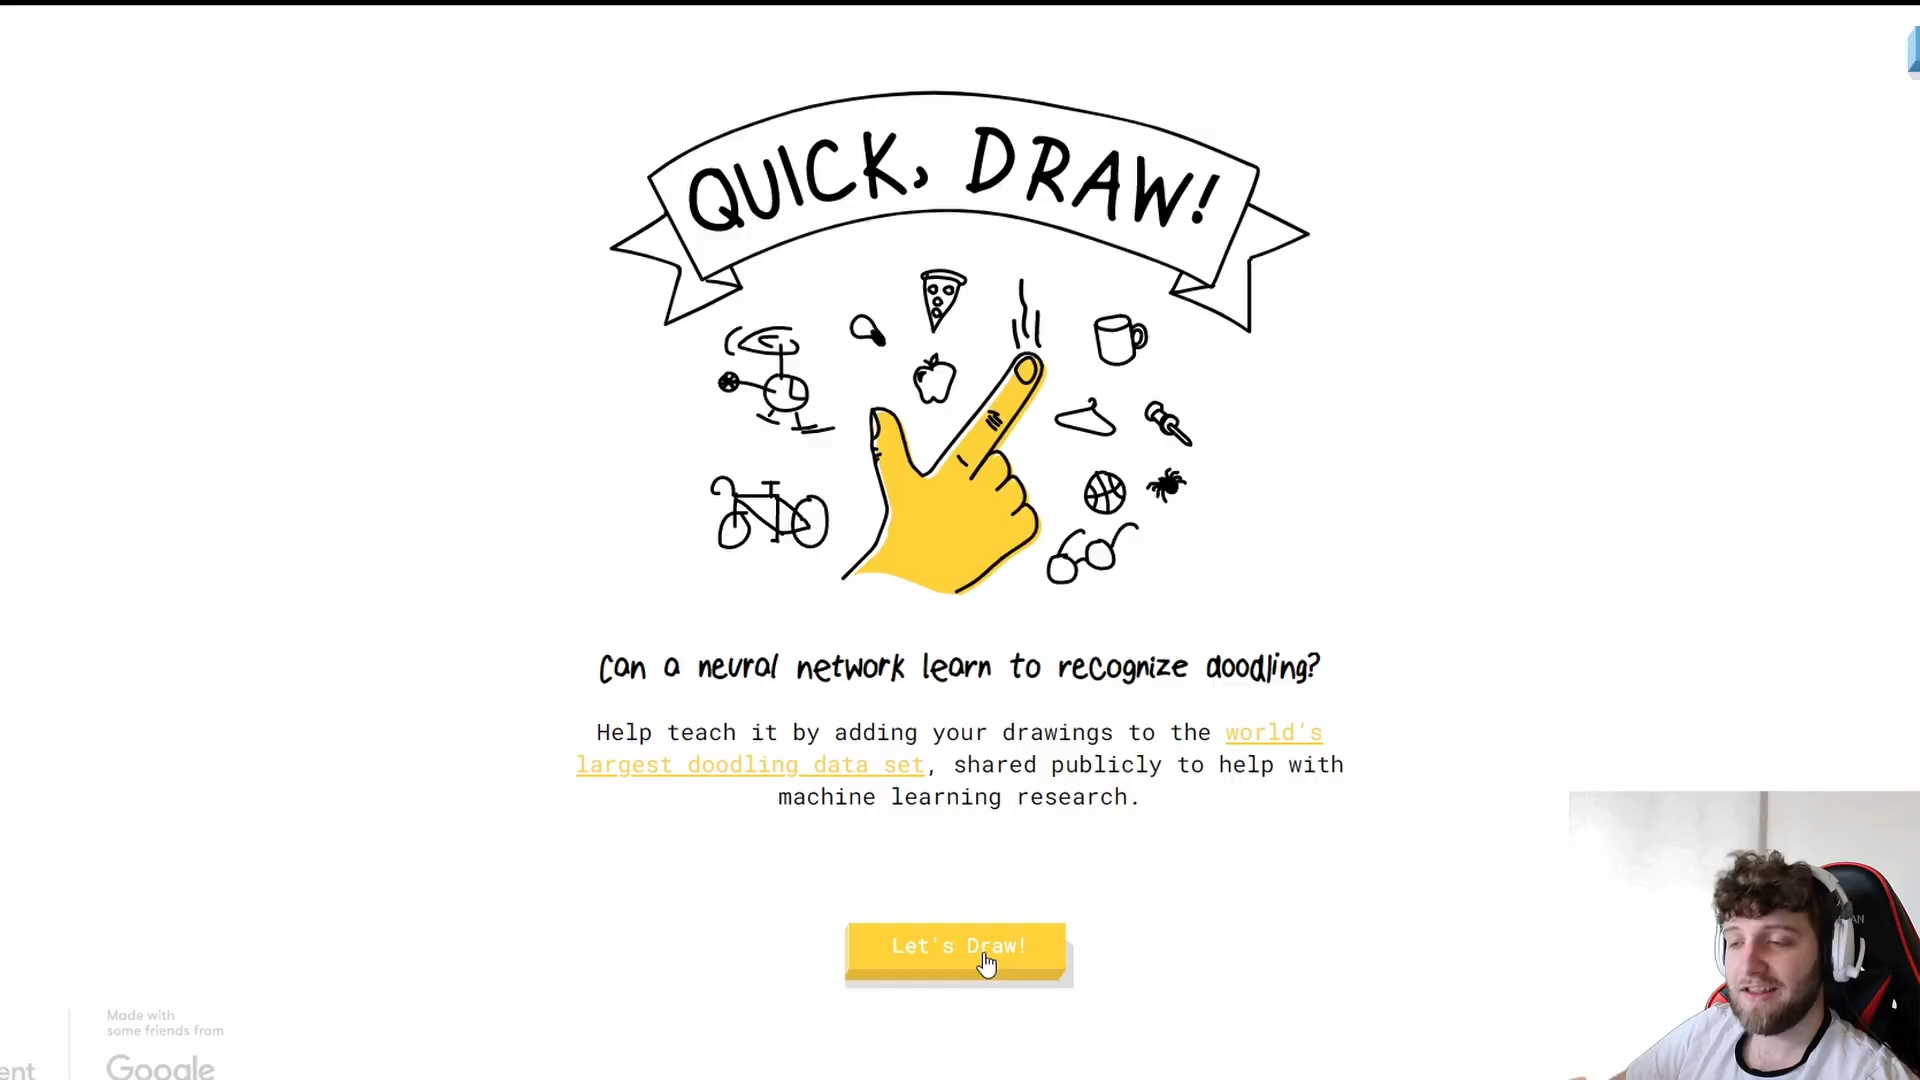 QUICK, DRAW!
Can a neural network learn to recognize doodling?
Help teach it by adding your drawings to the world's
largest doodling data set, shared publicly to help with
machine learning research.
Let's Draw!
Made with
some friends from
Google
ent
AN